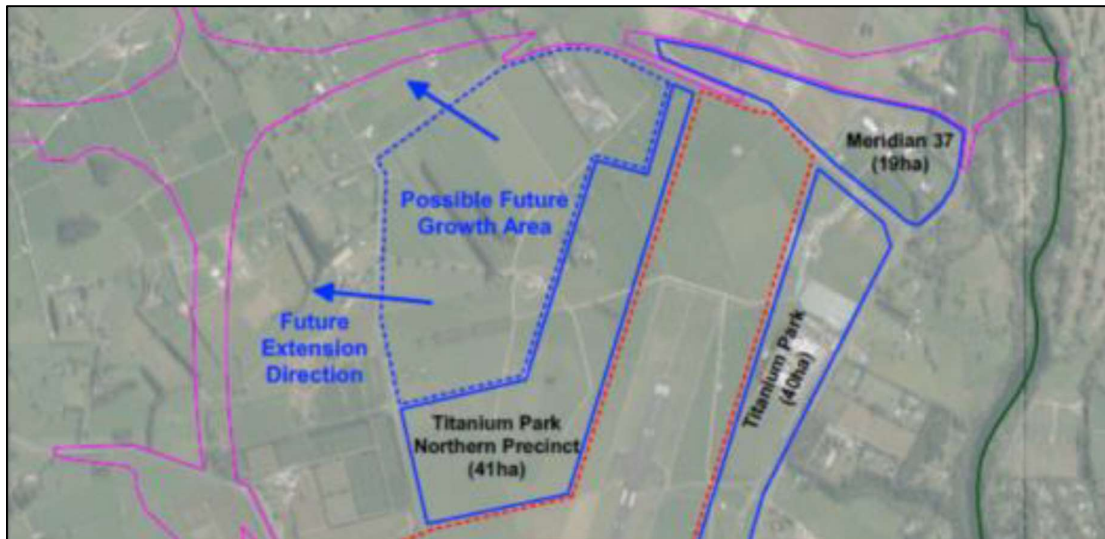 Meridian 37
(19ha)
Possible Future
Growth Area
Future
Extension
Direction
Titanium Park
(40ha)
Titanium Park
Northern Precinct
(41ha)